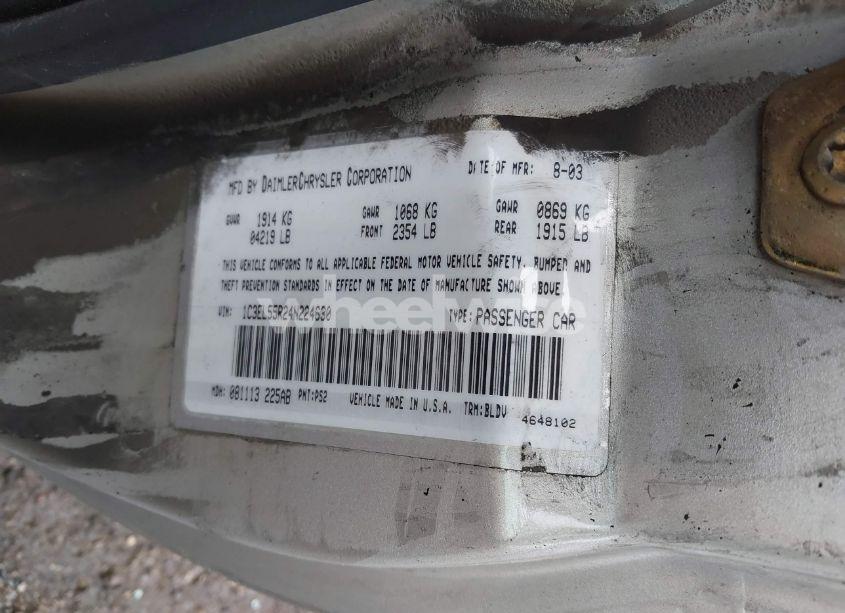 MFD BY DAIMLERCHRYSLER CORPORATION DATE OF MFR: 8-03
GVWR 1914 KG 04219 LB GAWR FRONT 1068 KG 2354 LB GAWR REAR 0869 KG 1915 LB
THIS VEHICLE CONFORMS TO ALL APPLICABLE FEDERAL MOTOR VEHICLE SAFETY, BUMPER AND
THEFT PREVENTION STANDARDS IN EFFECT ON THE DATE OF MANUFACTURE SHOWN ABOVE.
VIN: 1C3EL55R24N224630 TYPE: PASSENGER CAR
MDH: 081113 225AB PNT:PS2 VEHICLE MADE IN U.S.A. TRM:BLDV 4648102